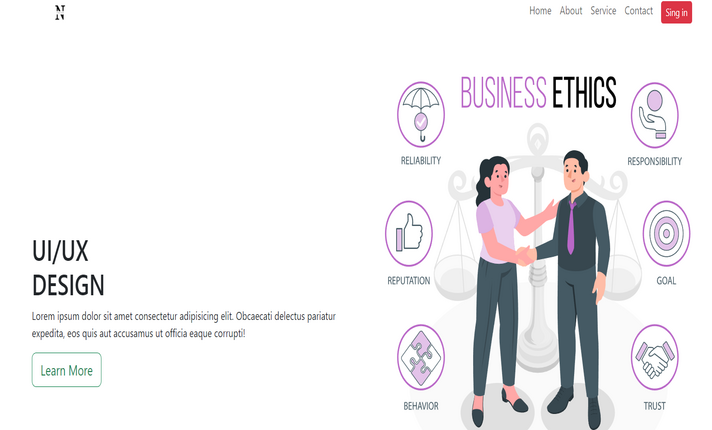 N
Home About Service Contact Sing in
BUSINESS ETHICS
RELIABILITY
RESPONSIBILITY
REPUTATION
GOAL
BEHAVIOR
TRUST
UI/UX
DESIGN
Lorem ipsum dolor sit amet consectetur adipisicing elit. Obcaecati delectus pariatur
expedita, eos quis aut accusamus ut officia eaque corrupti!
Learn More